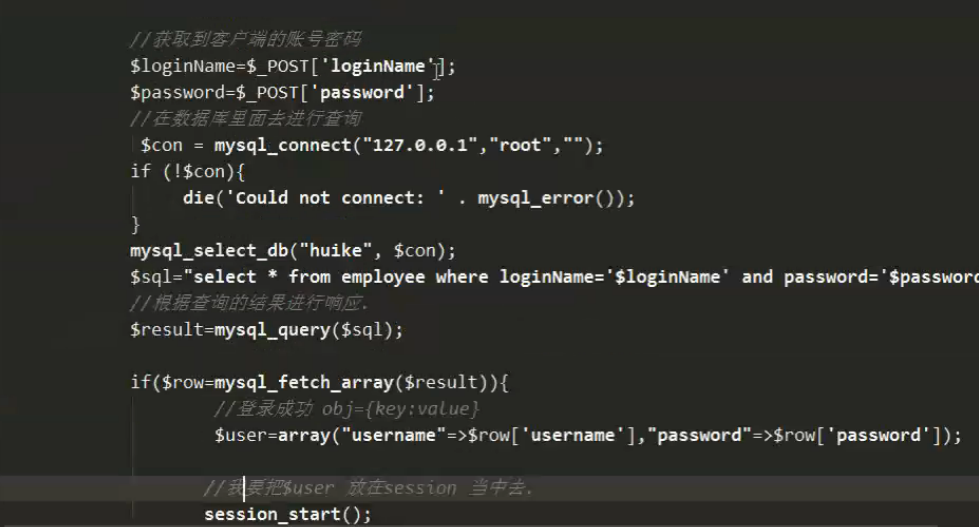 //获取到客户端的账号密码
$loginName=$_POST['loginName'];
$password=$_POST['password'];
//在数据库里面去进行查询
$con = mysql_connect("127.0.0.1","root","");
if (!$con){
die('Could not connect: ' . mysql_error());
}
mysql_select_db("huike", $con);
$sql="select * from employee where loginName='$loginName' and password='$password
//根据查询的结果进行响应.
$result=mysql_query($sql);
if($row=mysql_fetch_array($result)){
//登录成功 obj={key:value}
$user=array("username"=>$row['username'],"password"=>$row['password']);
//我要把$user 放在session 当中去.
session_start();